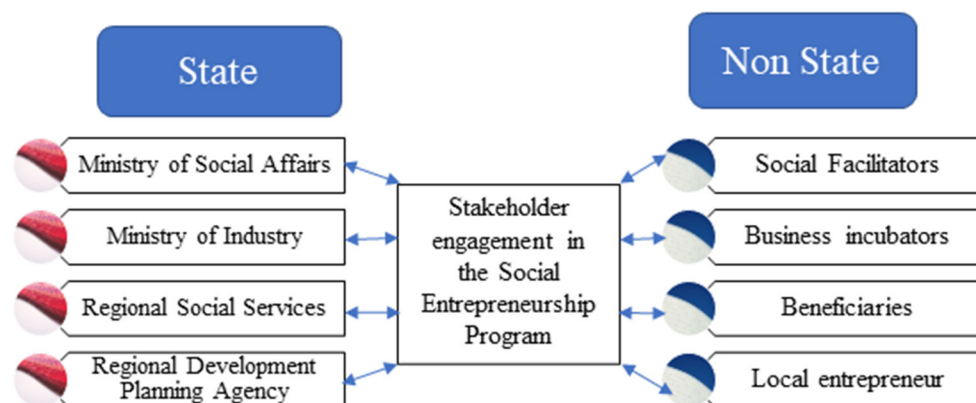 State
Non State
Ministry of Social Affairs
Ministry of Industry
Regional Social Services
Regional Development
Planning Agency
Stakeholder
engagement in
the Social
Entrepreneurship
Program
Social Facilitators
Business incubators
Beneficiaries
Local entrepreneur